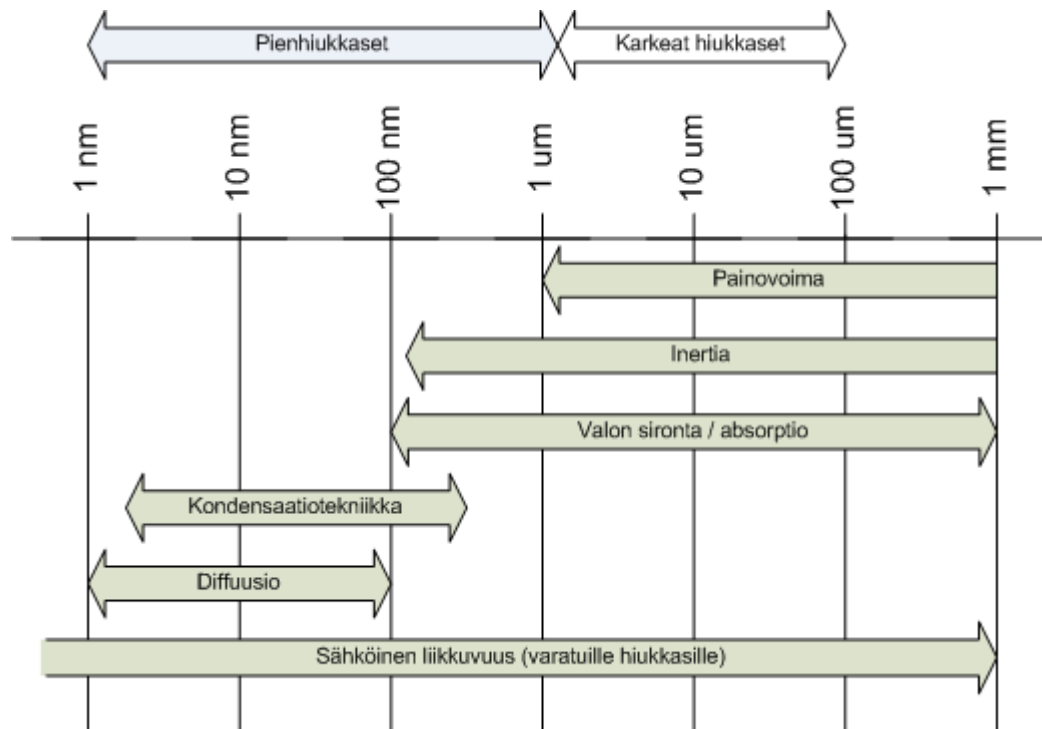 Pienhiukkaset
Karkeat hiukkaset
1 nm
10 nm
100 nm
1 um
10 um
100 um
1 mm
Painovoima
Inertia
Valon sironta / absorptio
Kondensaatiotekniikka
Diffuusio
Sähköinen liikkuvuus (varatuille hiukkasille)